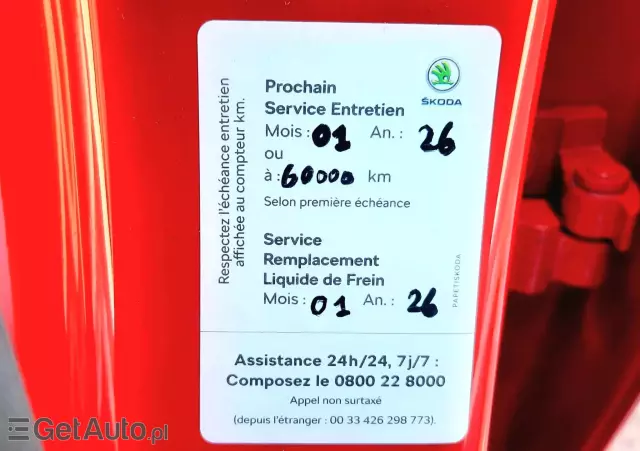 ŠKODA
Prochain
Service Entretien
Mois : 01 An. : 26
ou
à : 60000 km
Selon première échéance
Service
Remplacement
Liquide de Frein
Mois : 01 An. : 26
Respectez l'échéance entretien
affichée au compteur km.
PAPETISKODA
Assistance 24h/24, 7j/7 :
Composez le 0800 22 8000
Appel non surtaxé
(depuis l'étranger : 00 33 426 298 773).
GetAuto.pl